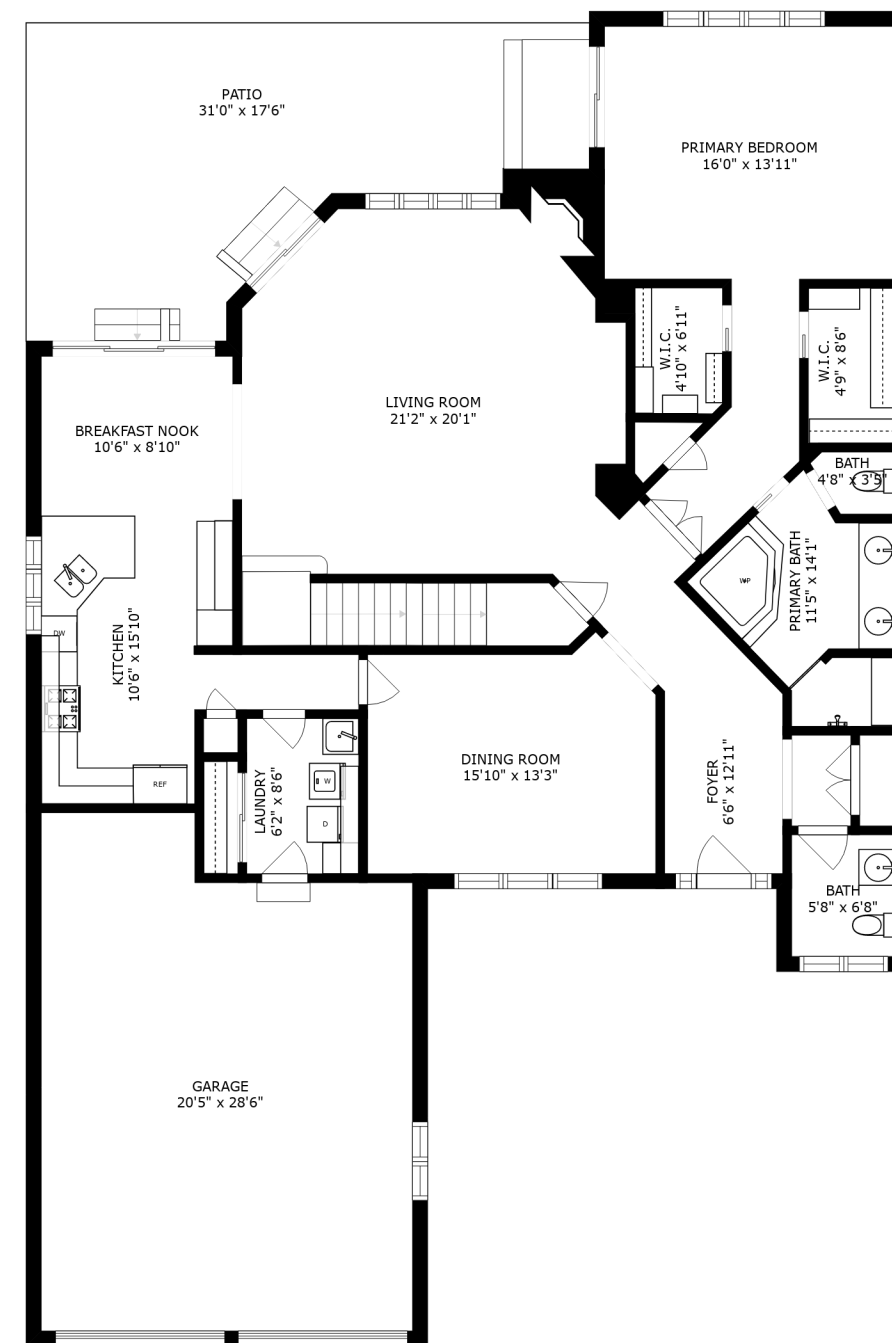 PATIO
31'0" x 17'6"
PRIMARY BEDROOM
16'0" x 13'11"
W.I.C.
4'10" x 6'11"
W.I.C.
4'9" x 8'6"
LIVING ROOM
21'2" x 20'1"
BREAKFAST NOOK
10'6" x 8'10"
BATH
4'8" x 3'5"
PRIMARY BATH
11'5" x 14'1"
WP
DW
KITCHEN
10'6" x 15'10"
REF
LAUNDRY
6'2" x 8'6"
W
D
DINING ROOM
15'10" x 13'3"
FOYER
6'6" x 12'11"
BATH
5'8" x 6'8"
GARAGE
20'5" x 28'6"